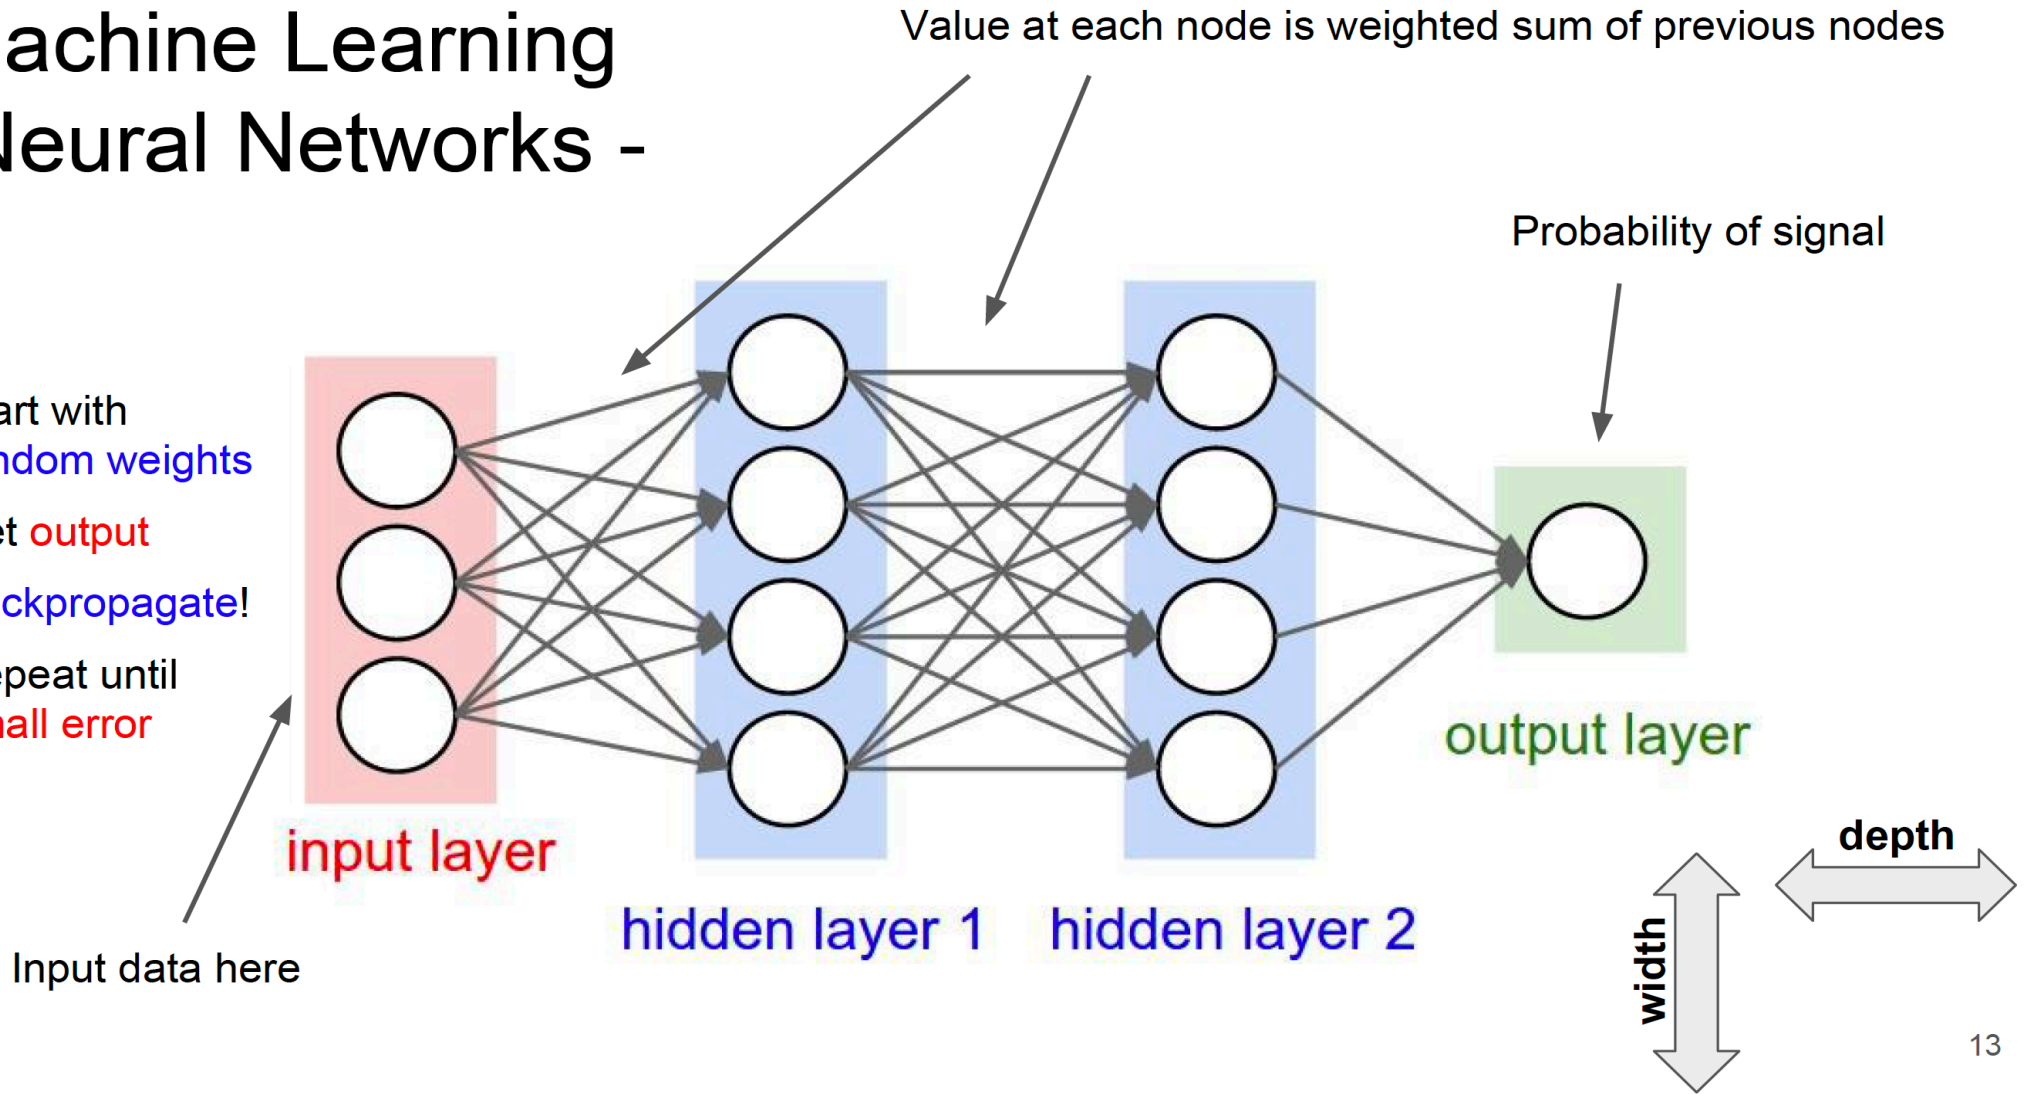 achine Learning
Neural Networks -
Value at each node is weighted sum of previous nodes
Probability of signal
art with
ndom weights
et output
ckpropagate!
epeat until
all error
input layer
hidden layer 1
hidden layer 2
output layer
Input data here
depth
width
13